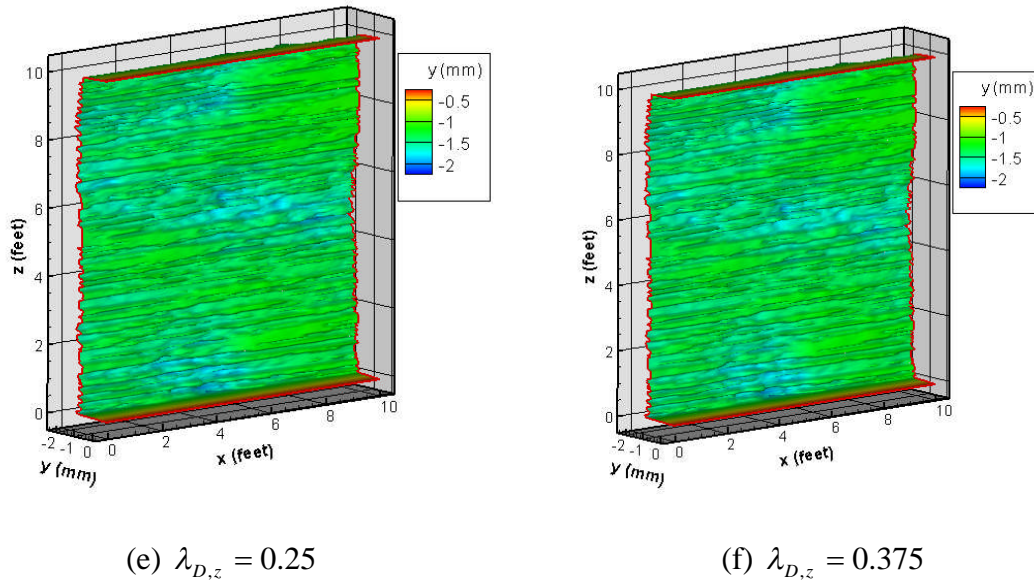 y (mm)
-0.5
-1
-1.5
-2
10
8
6
4
2
0
z (feet)
-2 -1 0
y (mm)
0 2 4 6 8 10
x (feet)
(e) λ_{D,z} = 0.25
y (mm)
-0.5
-1
-1.5
-2
10
8
6
4
2
0
z (feet)
-2 -1 0
y (mm)
0 2 4 6 8 10
x (feet)
(f) λ_{D,z} = 0.375